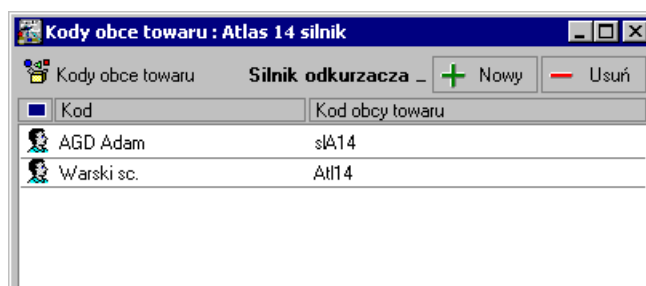 Kody obce towaru : Atlas 14 silnik
Kody obce towaru Silnik odkurzacza _ Nowy Usuń
Kod Kod obcy towaru
AGD Adam slA14
Warski sc. Atl14